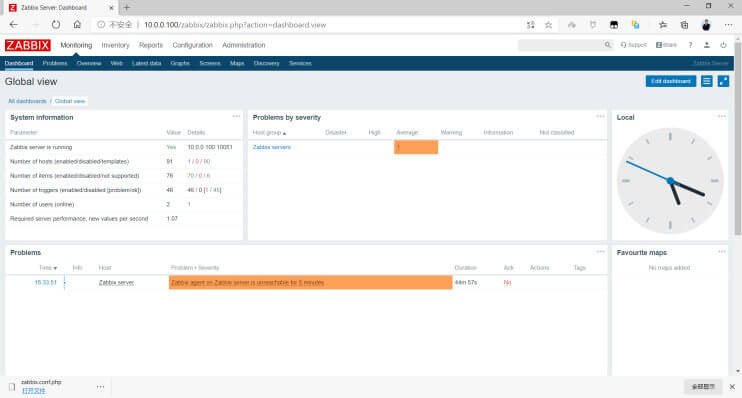 Zabbix Server: Dashboard
不安全 10.0.0.100/zabbix/zabbix.php?action=dashboard.view
ZABBIX Monitoring Inventory Reports Configuration Administration Support Share ?
Dashboard Problems Overview Web Latest data Graphs Screens Maps Discovery Services Zabbix Server
Global view Edit dashboard
All dashboards / Global view
System information
Parameter Value Details
Zabbix server is running Yes 10.0.0.100:10051
Number of hosts (enabled/disabled/templates) 91 1 / 0 / 90
Number of items (enabled/disabled/not supported) 76 70 / 0 / 6
Number of triggers (enabled/disabled [problem/ok]) 46 46 / 0 [1 / 45]
Number of users (online) 2 1
Required server performance, new values per second 1.07
Problems by severity
Host group Disaster High Average Warning Information Not classified
Zabbix servers 1
Local
Problems
Time Info Host Problem • Severity Duration Ack Actions Tags
15:33:51 Zabbix server Zabbix agent on Zabbix server is unreachable for 5 minutes 44m 57s No
Favourite maps
No maps added
zabbix.conf.php
打开文件
全部显示